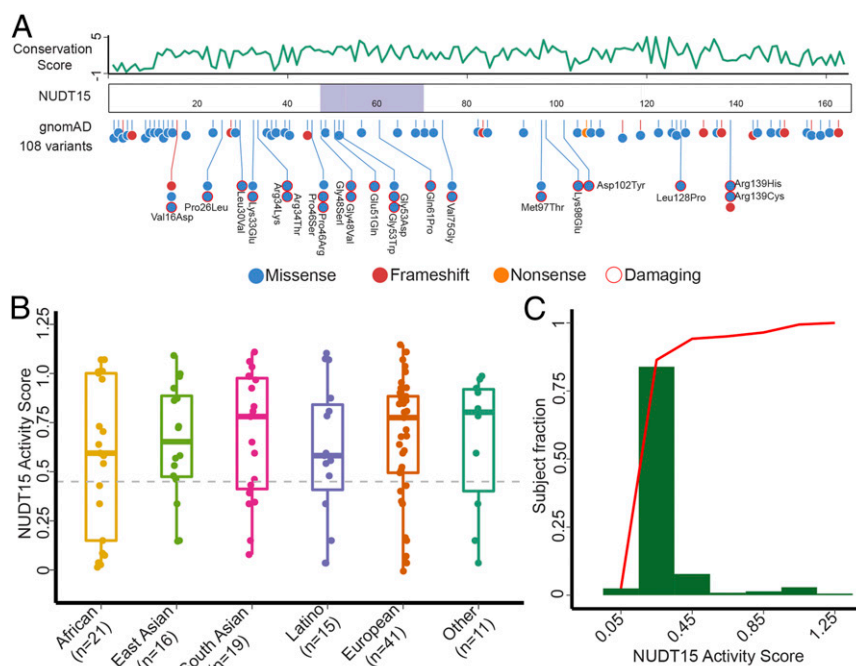 A
Conservation
Score
5
-1
NUDT15
20
40
60
80
100
120
140
160
gnomAD
108 variants
Val16Asp
Pro26Leu
Leu30Val
Lys33Glu
Arg34Lys
Arg34Thr
Pro46Ser
Pro46Arg
Gly48Serl
Gly48Val
Glu51Gln
Gly53Asp
Gly53Trp
Gln61Pro
Val75Gly
Met97Thr
Lys98Glu
Asp102Tyr
Leu128Pro
Arg139His
Arg139Cys
Missense
Frameshift
Nonsense
Damaging
B
NUDT15 Activity Score
1.25
1.0
0.75
0.5
0.25
0
African
(n=21)
East Asian
(n=16)
South Asian
(n=19)
Latino
(n=15)
European
(n=41)
Other
(n=11)
C
Subject fraction
1
0.75
0.50
0.25
0
0.05
0.45
0.85
1.25
NUDT15 Activity Score